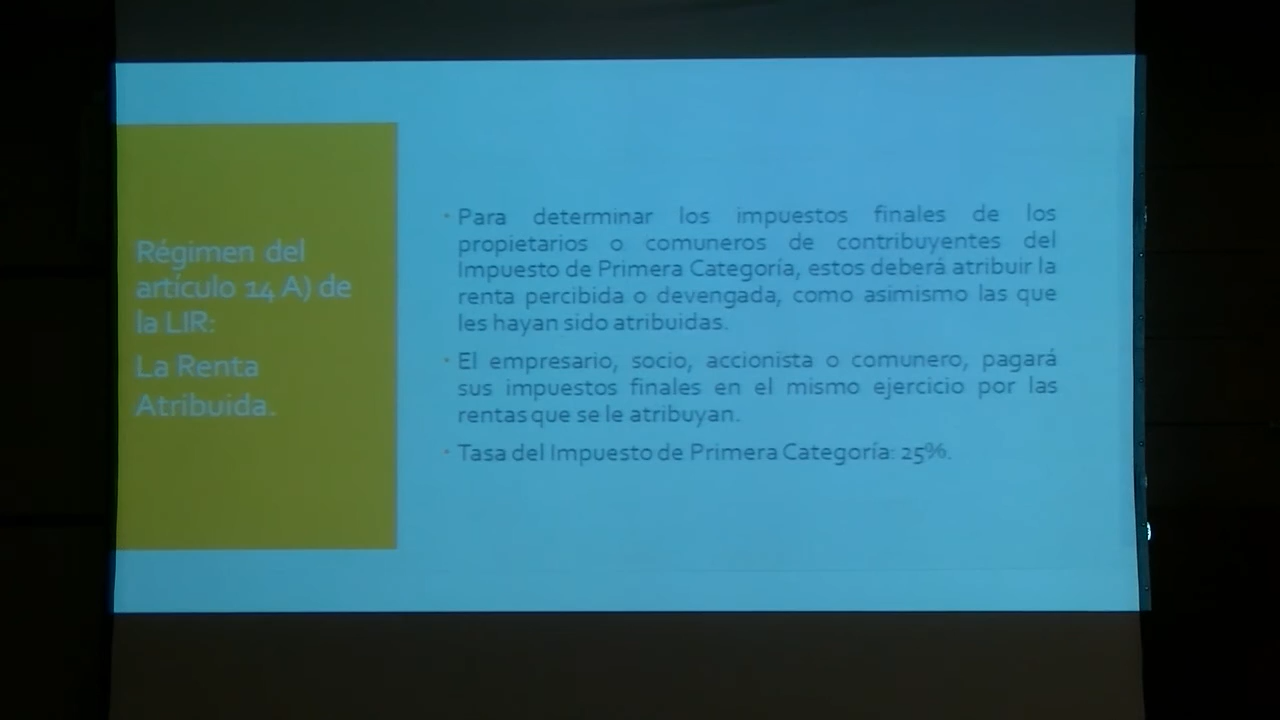 Régimen del
artículo 14 A) de
la LIR:
La Renta
Atribuida.
• Para determinar los impuestos finales de los
propietarios o comuneros de contribuyentes del
Impuesto de Primera Categoría, estos deberá atribuir la
renta percibida o devengada, como asimismo las que
les hayan sido atribuidas.
• El empresario, socio, accionista o comunero, pagará
sus impuestos finales en el mismo ejercicio por las
rentas que se le atribuyan.
• Tasa del Impuesto de Primera Categoría: 25%.